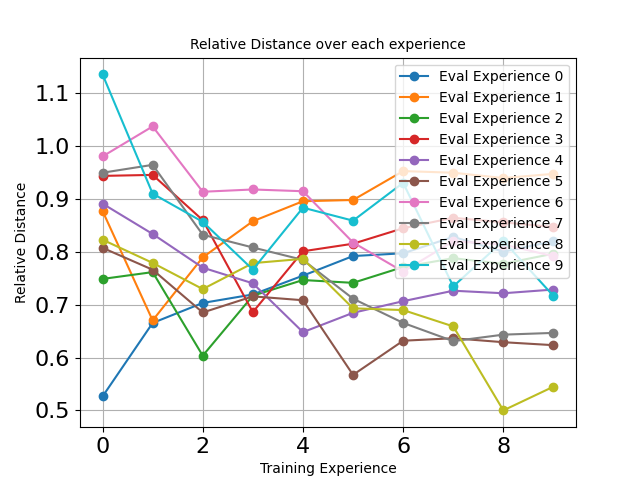 Relative Distance over each experience
Relative Distance
1.1
1.0
0.9
0.8
0.7
0.6
0.5
0
2
4
6
8
Training Experience
Eval Experience 0
Eval Experience 1
Eval Experience 2
Eval Experience 3
Eval Experience 4
Eval Experience 5
Eval Experience 6
Eval Experience 7
Eval Experience 8
Eval Experience 9